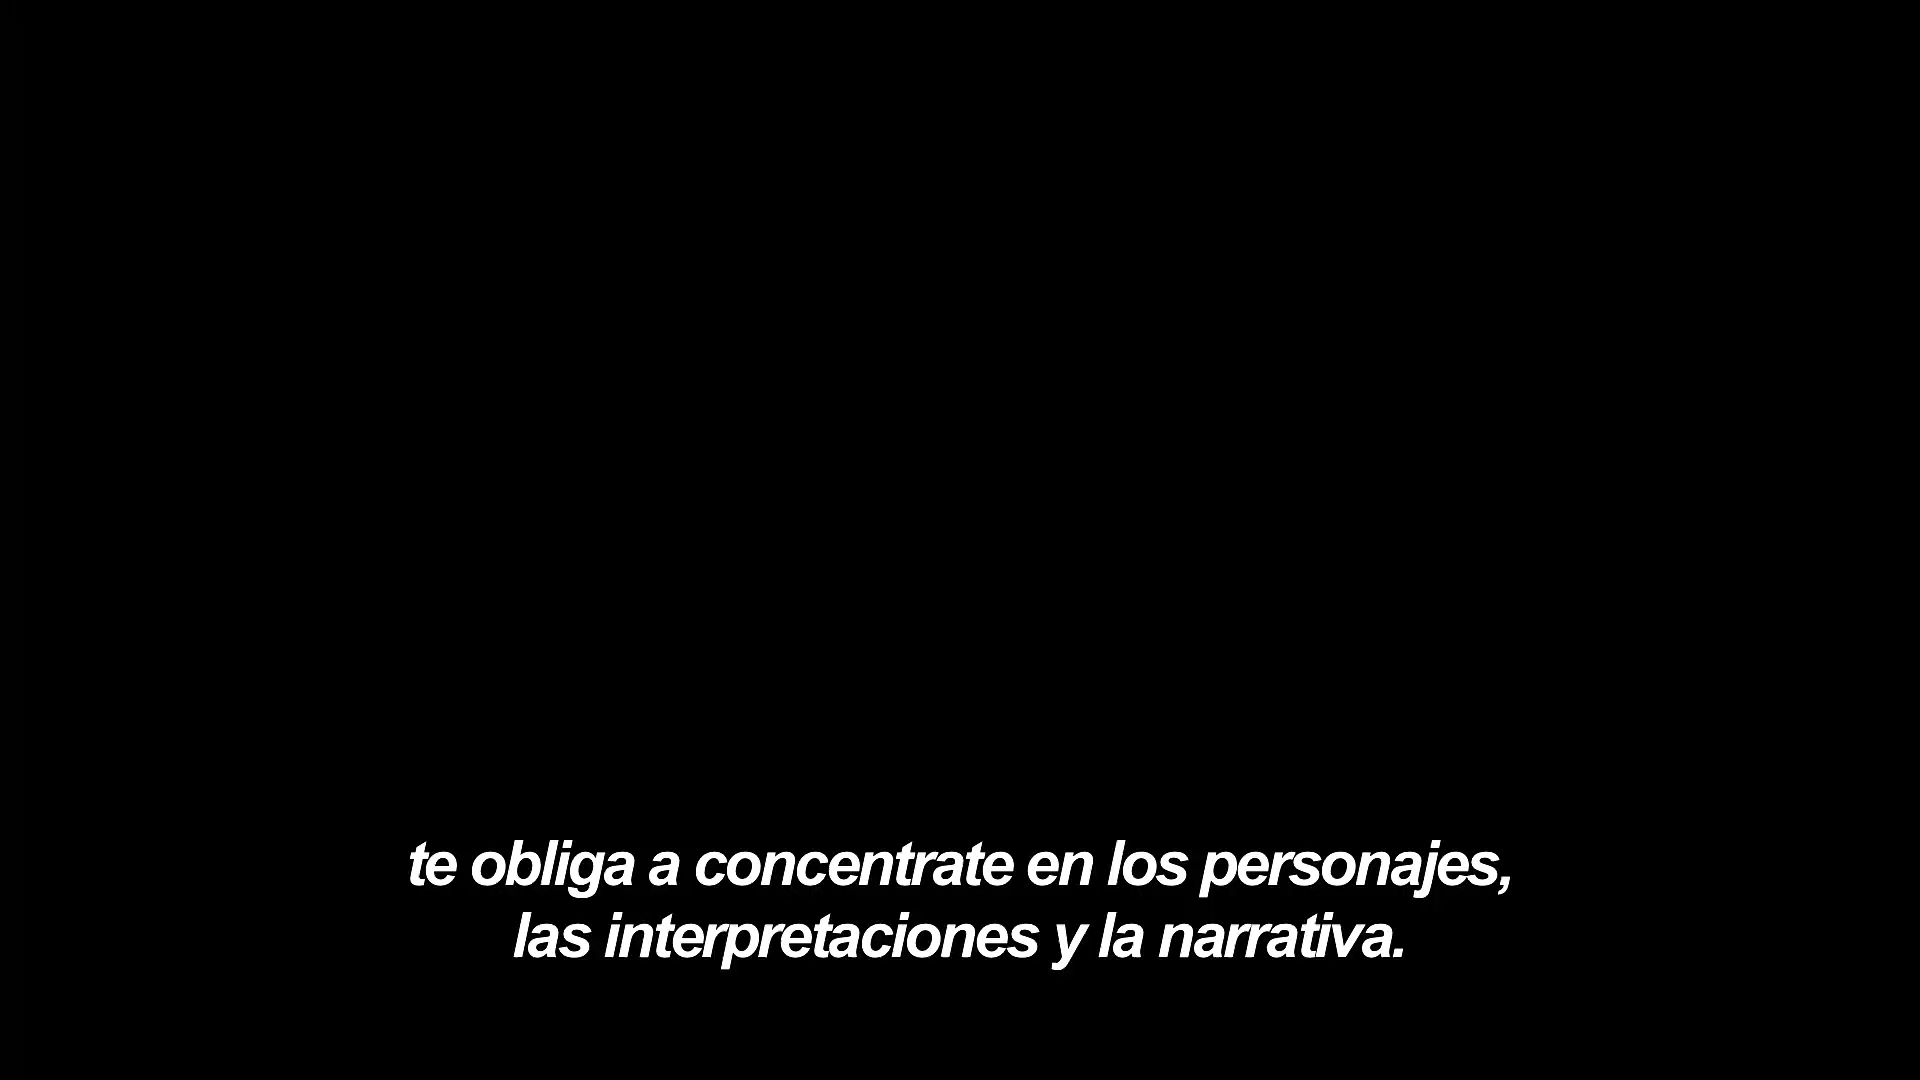 te obliga a concentrate en los personajes,
las interpretaciones y la narrativa.